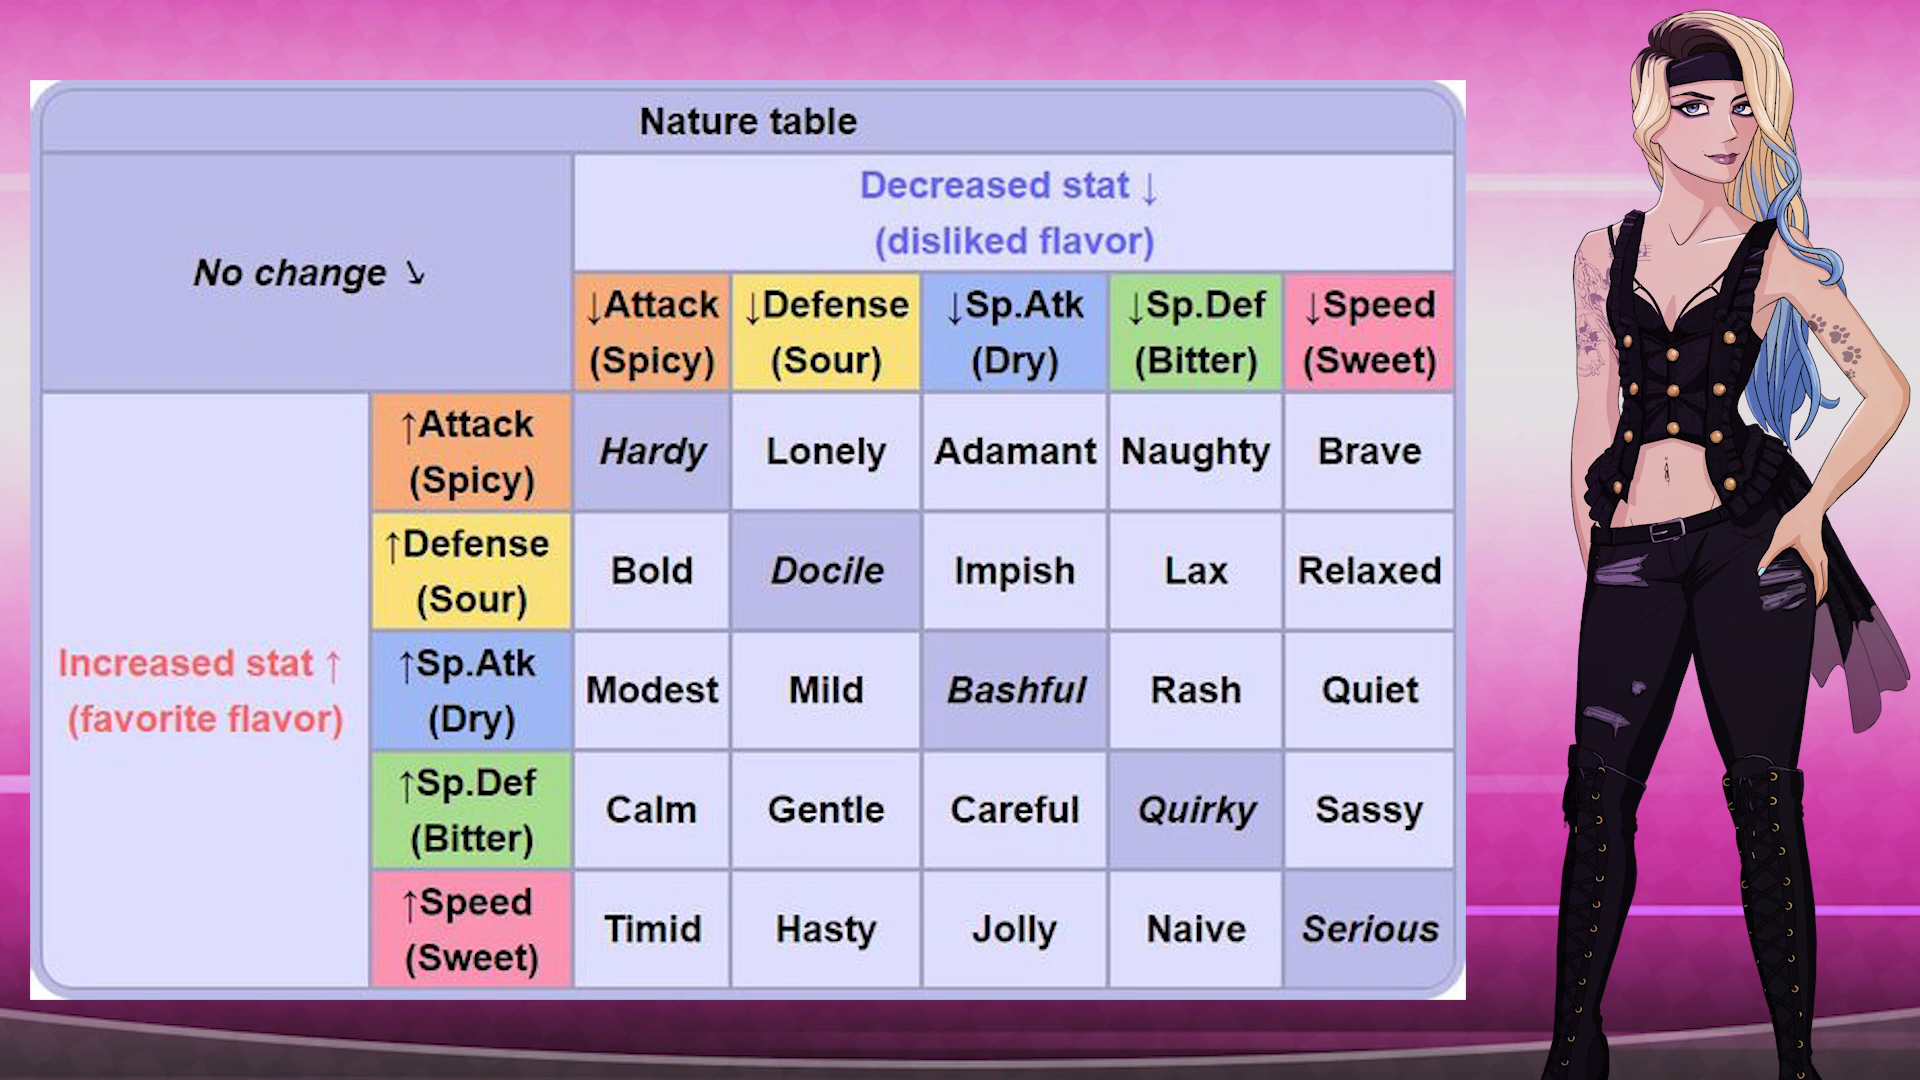 Nature table
No change ↘
Decreased stat ↓
(disliked flavor)
↓Attack
(Spicy)
↓Defense
(Sour)
↓Sp.Atk
(Dry)
↓Sp.Def
(Bitter)
↓Speed
(Sweet)
Increased stat ↑
(favorite flavor)
↑Attack
(Spicy)
Hardy
Lonely
Adamant
Naughty
Brave
↑Defense
(Sour)
Bold
Docile
Impish
Lax
Relaxed
↑Sp.Atk
(Dry)
Modest
Mild
Bashful
Rash
Quiet
↑Sp.Def
(Bitter)
Calm
Gentle
Careful
Quirky
Sassy
↑Speed
(Sweet)
Timid
Hasty
Jolly
Naive
Serious